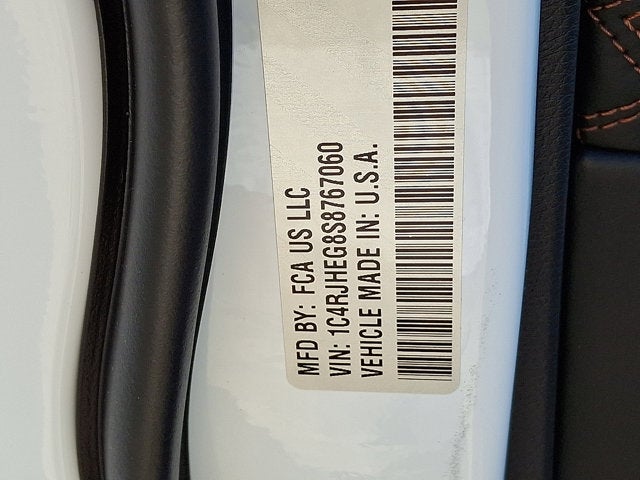 MFD BY: FCA US LLC
VIN: 1C4RJHEG8S8767060
VEHICLE MADE IN: U.S.A.